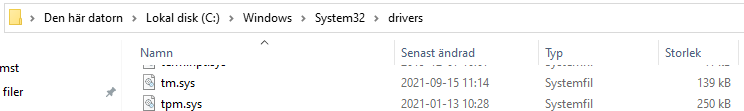 Den här datorn > Lokal disk (C:) > Windows > System32 > drivers
Namn Senast ändrad Typ Storlek
tm.sys 2021-09-15 11:14 Systemfil 139 kB
tpm.sys 2021-01-13 10:28 Systemfil 250 kB
mst
filer